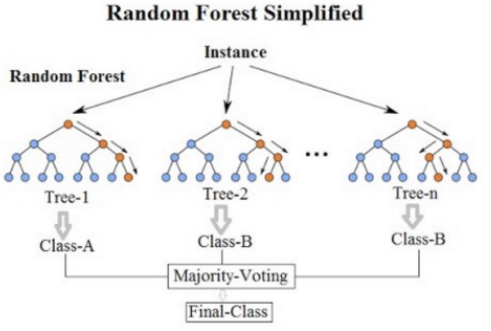 Random Forest Simplified
Instance
Random Forest
...
Tree-1 Tree-2 Tree-n
Class-A Class-B Class-B
Majority-Voting
Final-Class